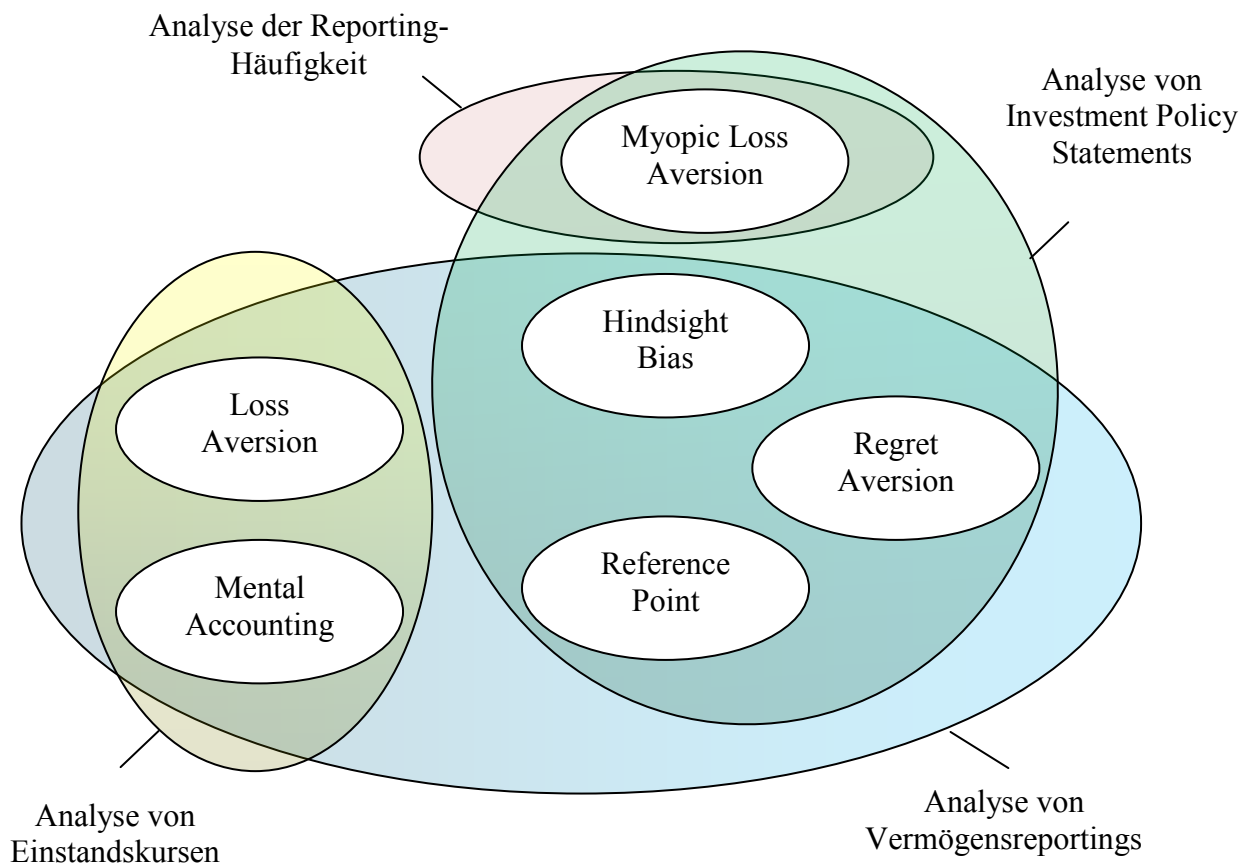 Analyse der Reporting-
Häufigkeit
Analyse von
Investment Policy
Statements
Myopic Loss
Aversion
Hindsight
Bias
Loss
Aversion
Regret
Aversion
Reference
Point
Mental
Accounting
Analyse von
Einstandskursen
Analyse von
Vermögensreportings